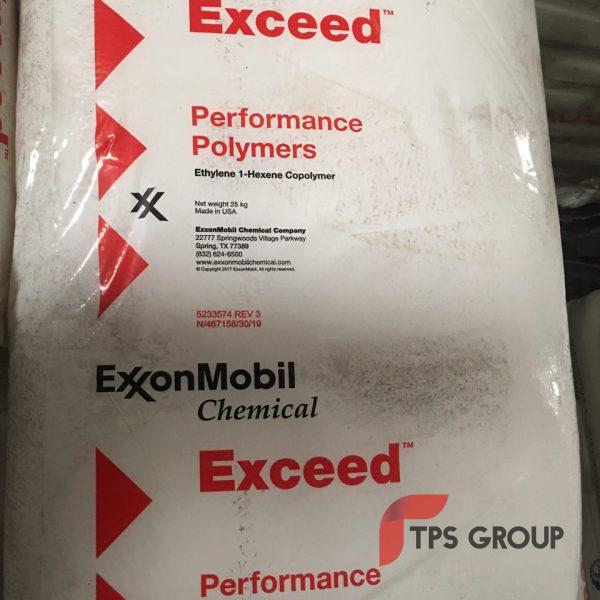 Exceed™
Performance
Polymers
Ethylene 1-Hexene Copolymer
Net weight 25 kg
Made in USA
ExxonMobil Chemical Company
22777 Springwoods Village Parkway
Spring, TX 77389
(832) 624-8500
www.exxonmobilchemical.com
© Copyright 2017 ExxonMobil. All rights reserved.
5233574 REV 3
N/467158/30/19
ExxonMobil
Chemical
Exceed™
TPS GROUP
Performance